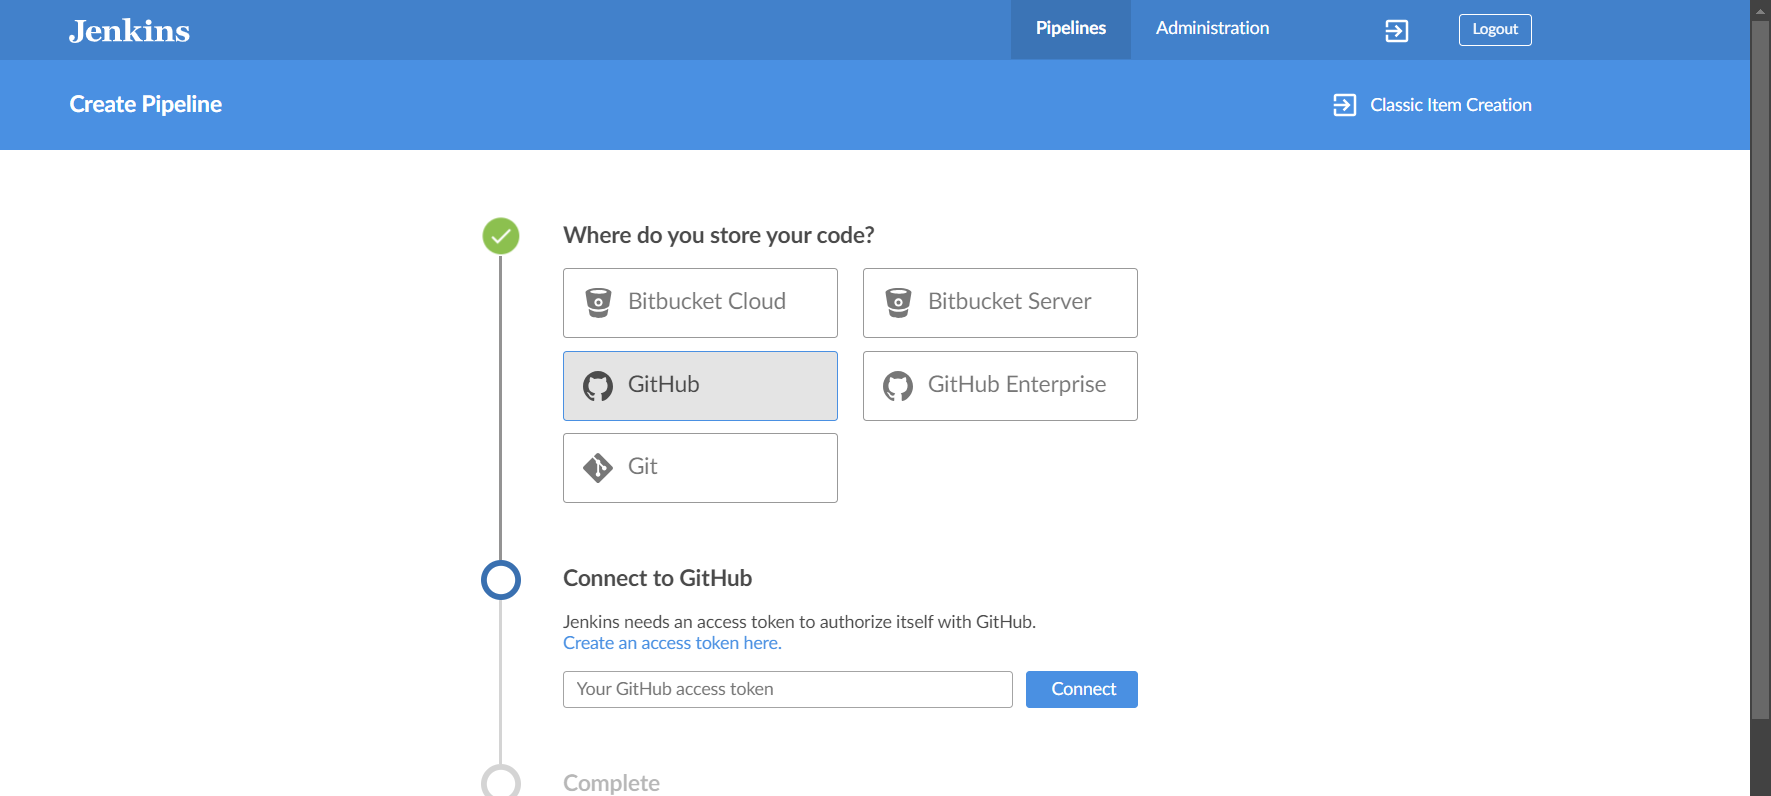 Jenkins
Pipelines
Administration
Logout
Create Pipeline
Classic Item Creation
Where do you store your code?
Bitbucket Cloud
Bitbucket Server
GitHub
GitHub Enterprise
Git
Connect to GitHub
Jenkins needs an access token to authorize itself with GitHub.
Create an access token here.
Your GitHub access token
Connect
Complete